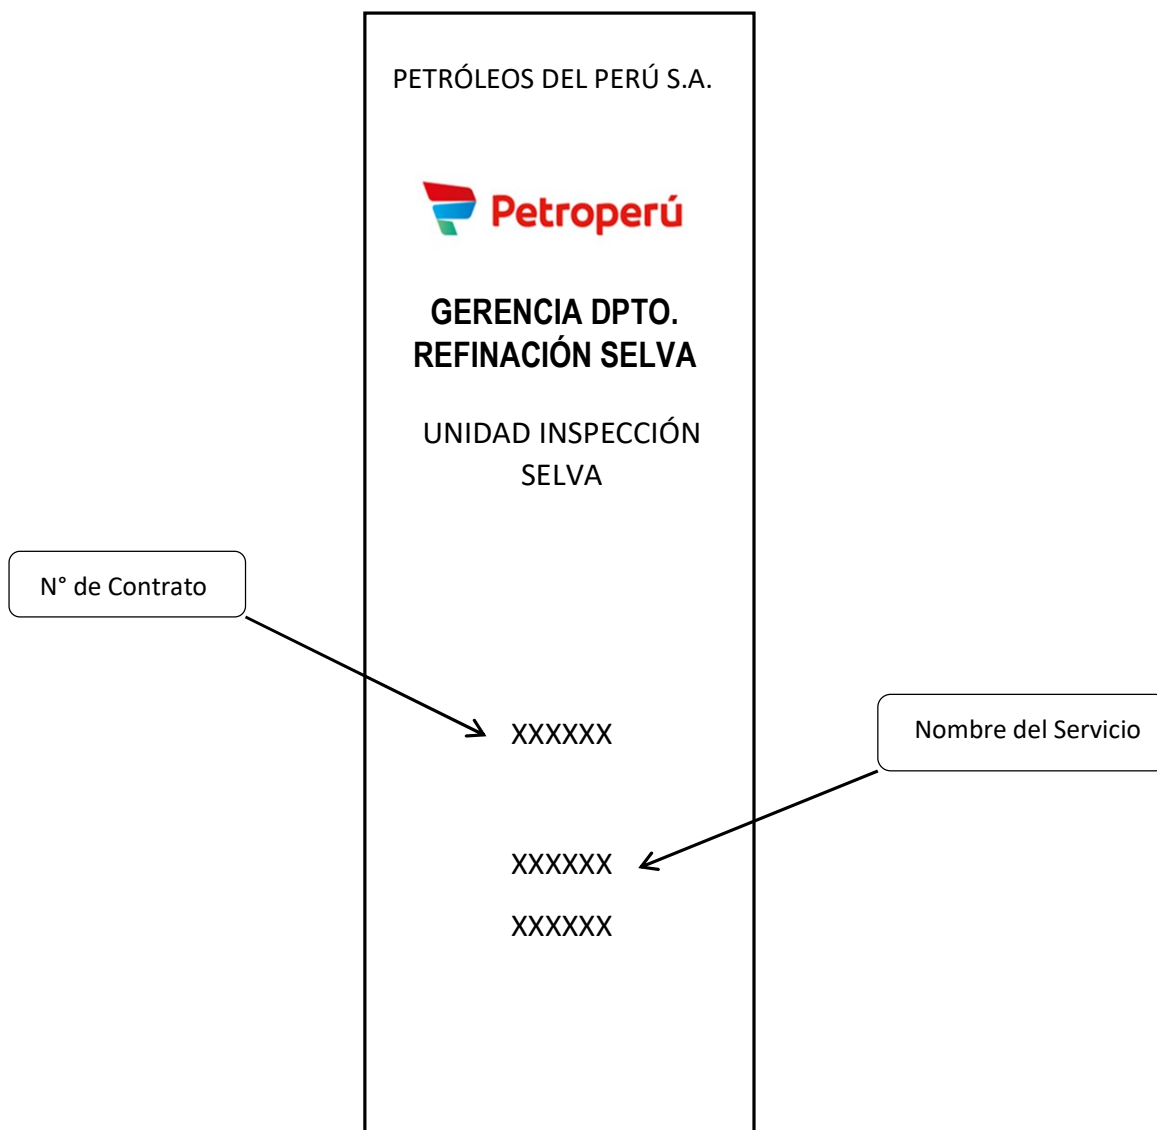 PETRÓLEOS DEL PERÚ S.A.
Petroperú
GERENCIA DPTO.
REFINACIÓN SELVA
UNIDAD INSPECCIÓN
SELVA
N° de Contrato
XXXXXX
Nombre del Servicio
XXXXXX
XXXXXX